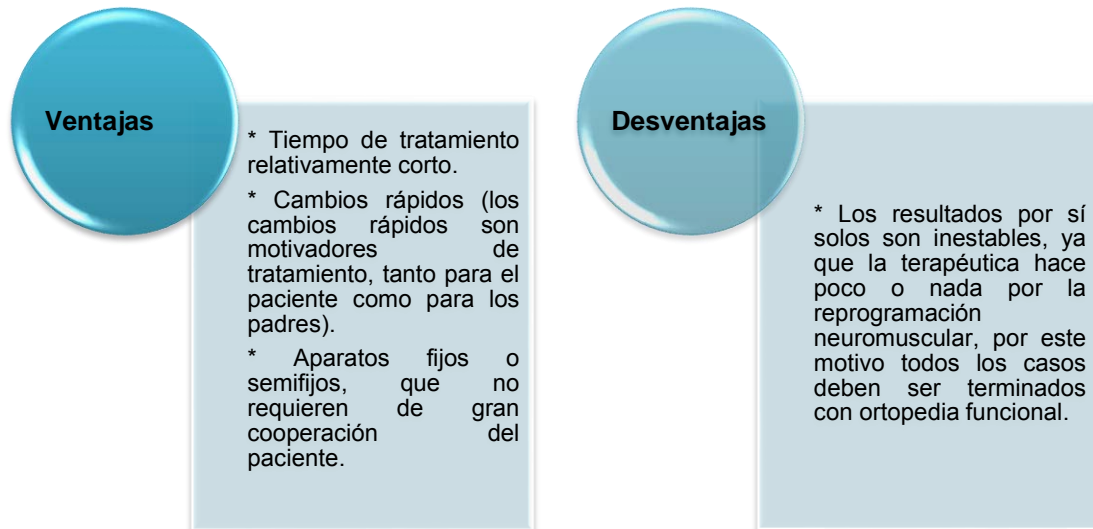 Ventajas
* Tiempo de tratamiento
relativamente corto.
* Cambios rápidos (los
cambios rápidos son
motivadores de
tratamiento, tanto para el
paciente como para los
padres).
* Aparatos fijos o
semifijos, que no
requieren de gran
cooperación del
paciente.
Desventajas
* Los resultados por sí
solos son inestables, ya
que la terapéutica hace
poco o nada por la
reprogramación
neuromuscular, por este
motivo todos los casos
deben ser terminados
con ortopedia funcional.